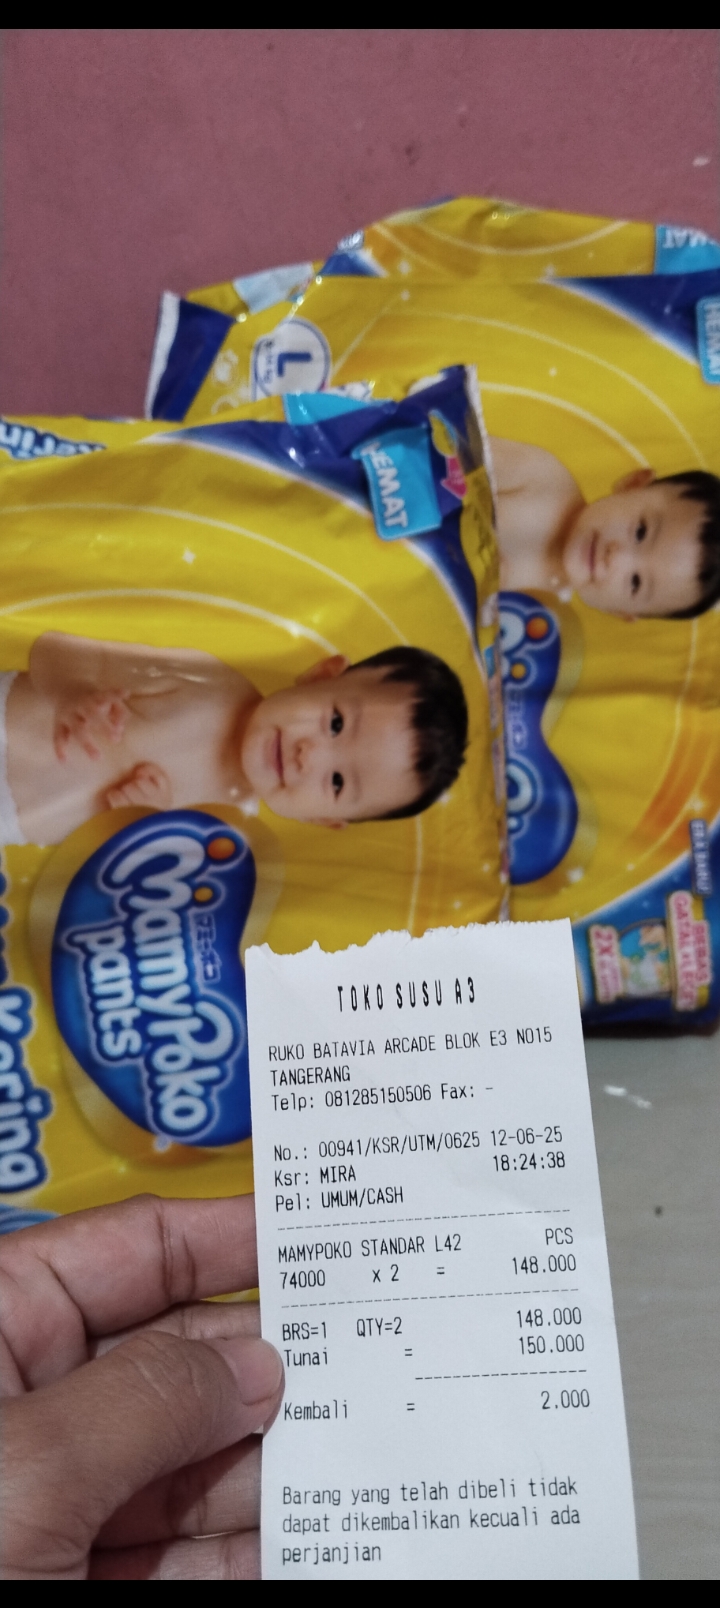 L
HEMAT
HEMAT
MamyPoko
pants
Kering
TOKO SUSU A3
RUKO BATAVIA ARCADE BLOK E3 NO15
TANGERANG
Telp: 081285150506 Fax: -
No.: 00941/KSR/UTM/0625 12-06-25
Ksr: MIRA 18:24:38
Pel: UMUM/CASH
MAMYPOKO STANDAR L42 PCS
74000 x 2 = 148.000
BRS=1 QTY=2 148.000
Tunai = 150.000
Kembali = 2.000
Barang yang telah dibeli tidak
dapat dikembalikan kecuali ada
perjanjian